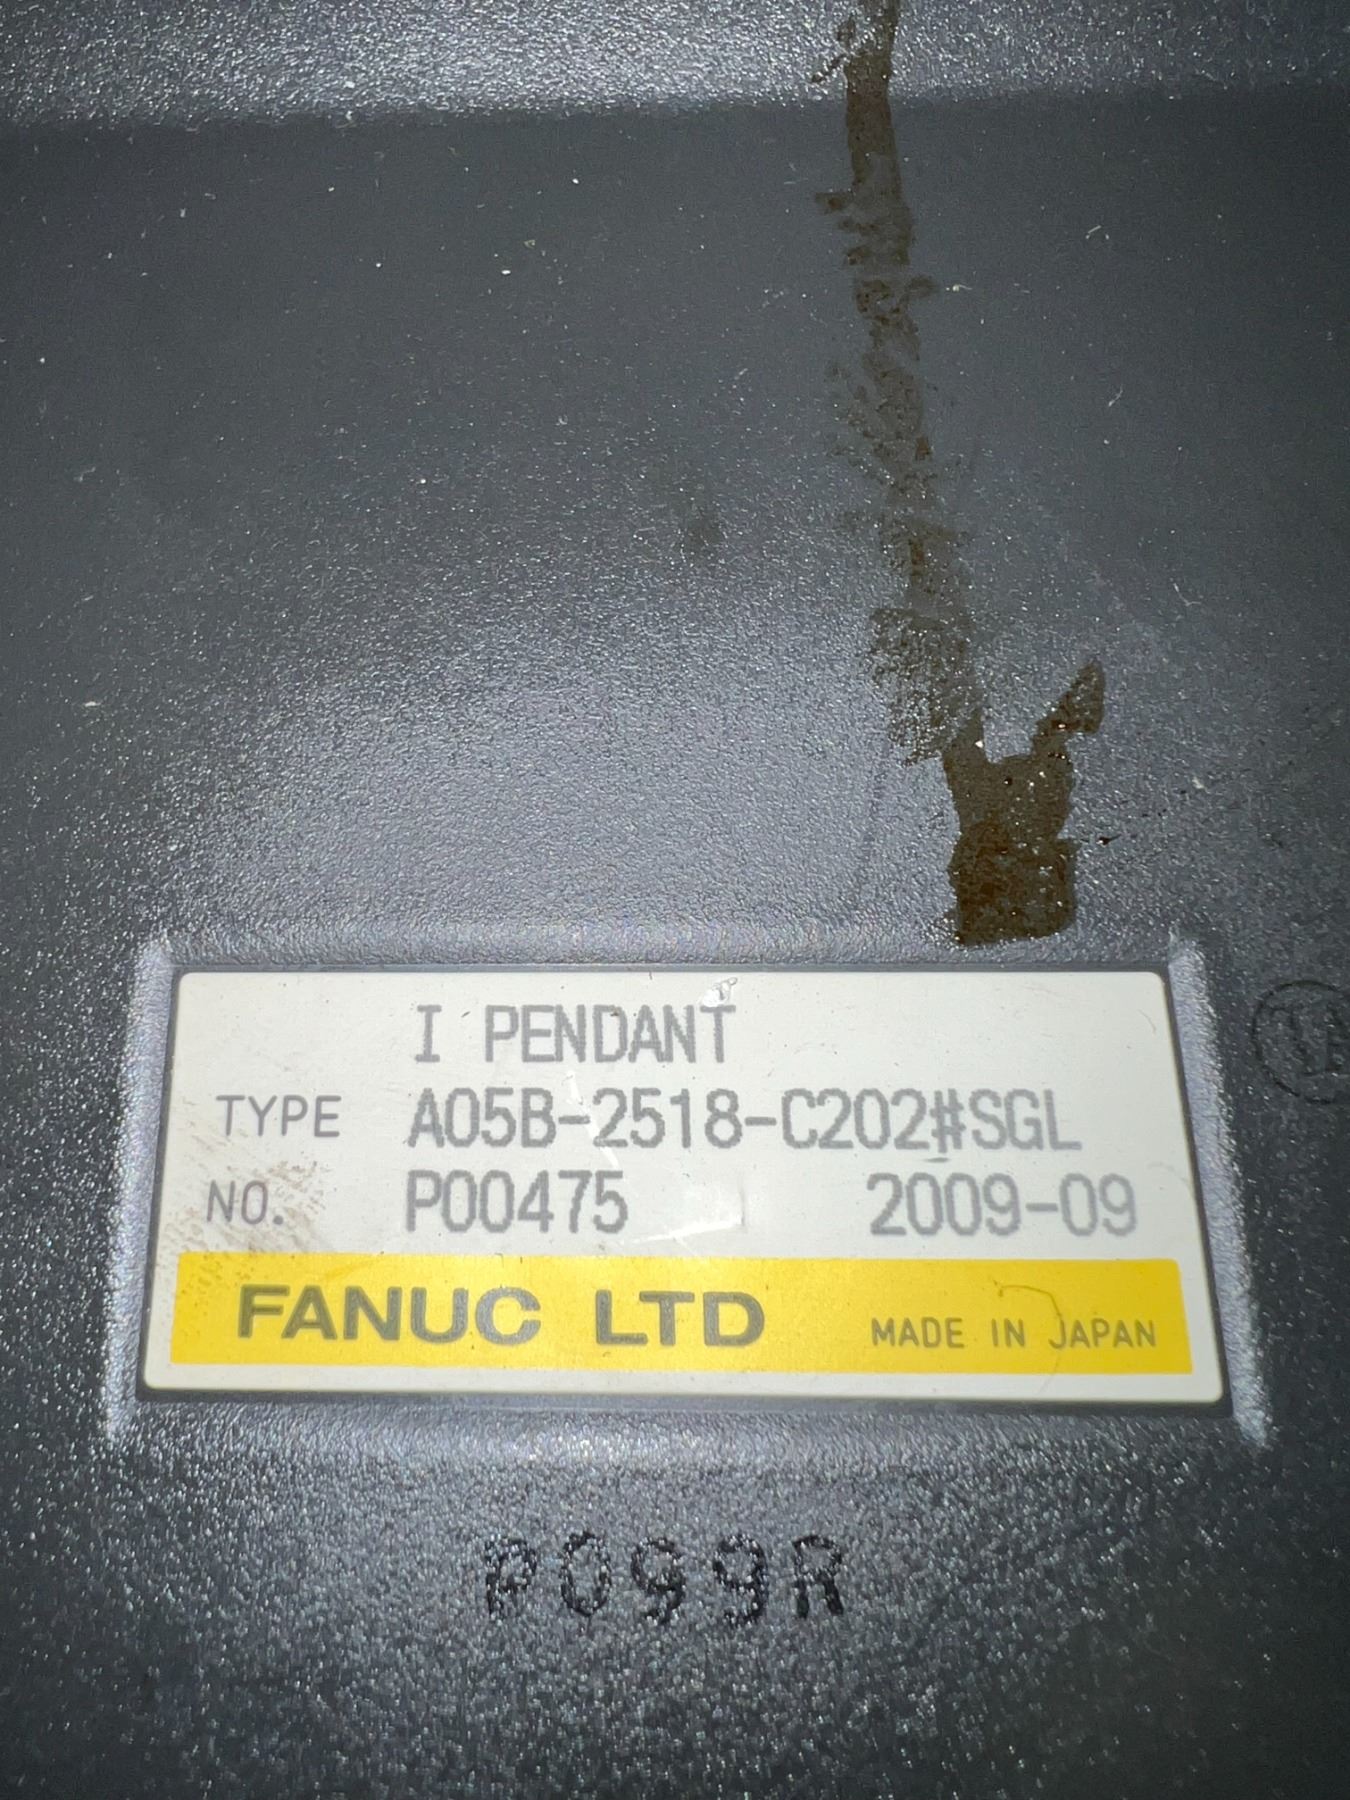 I PENDANT
TYPE A05B-2518-C202#SGL
NO. P00475 2009-09
FANUC LTD MADE IN JAPAN
P099R